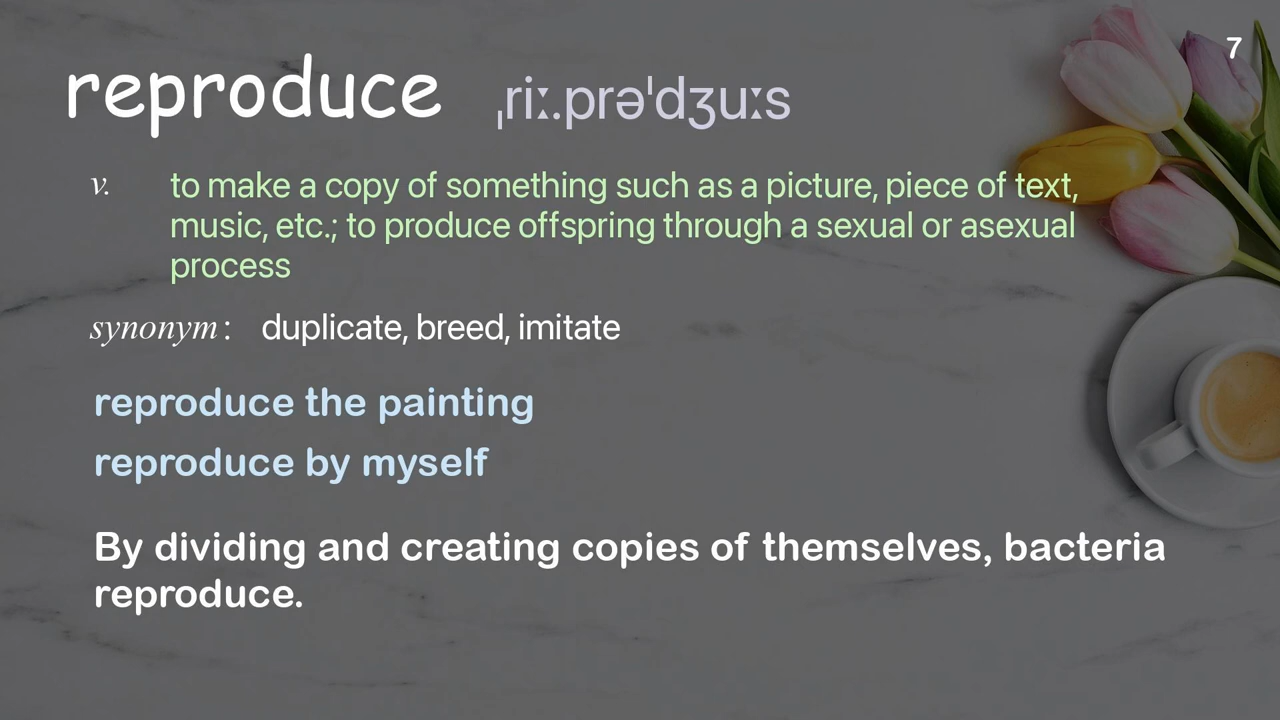 7
reproduce ˌriː.prəˈdʒuːs
v. to make a copy of something such as a picture, piece of text,
music, etc.; to produce offspring through a sexual or asexual
process
synonym: duplicate, breed, imitate
reproduce the painting
reproduce by myself
By dividing and creating copies of themselves, bacteria
reproduce.